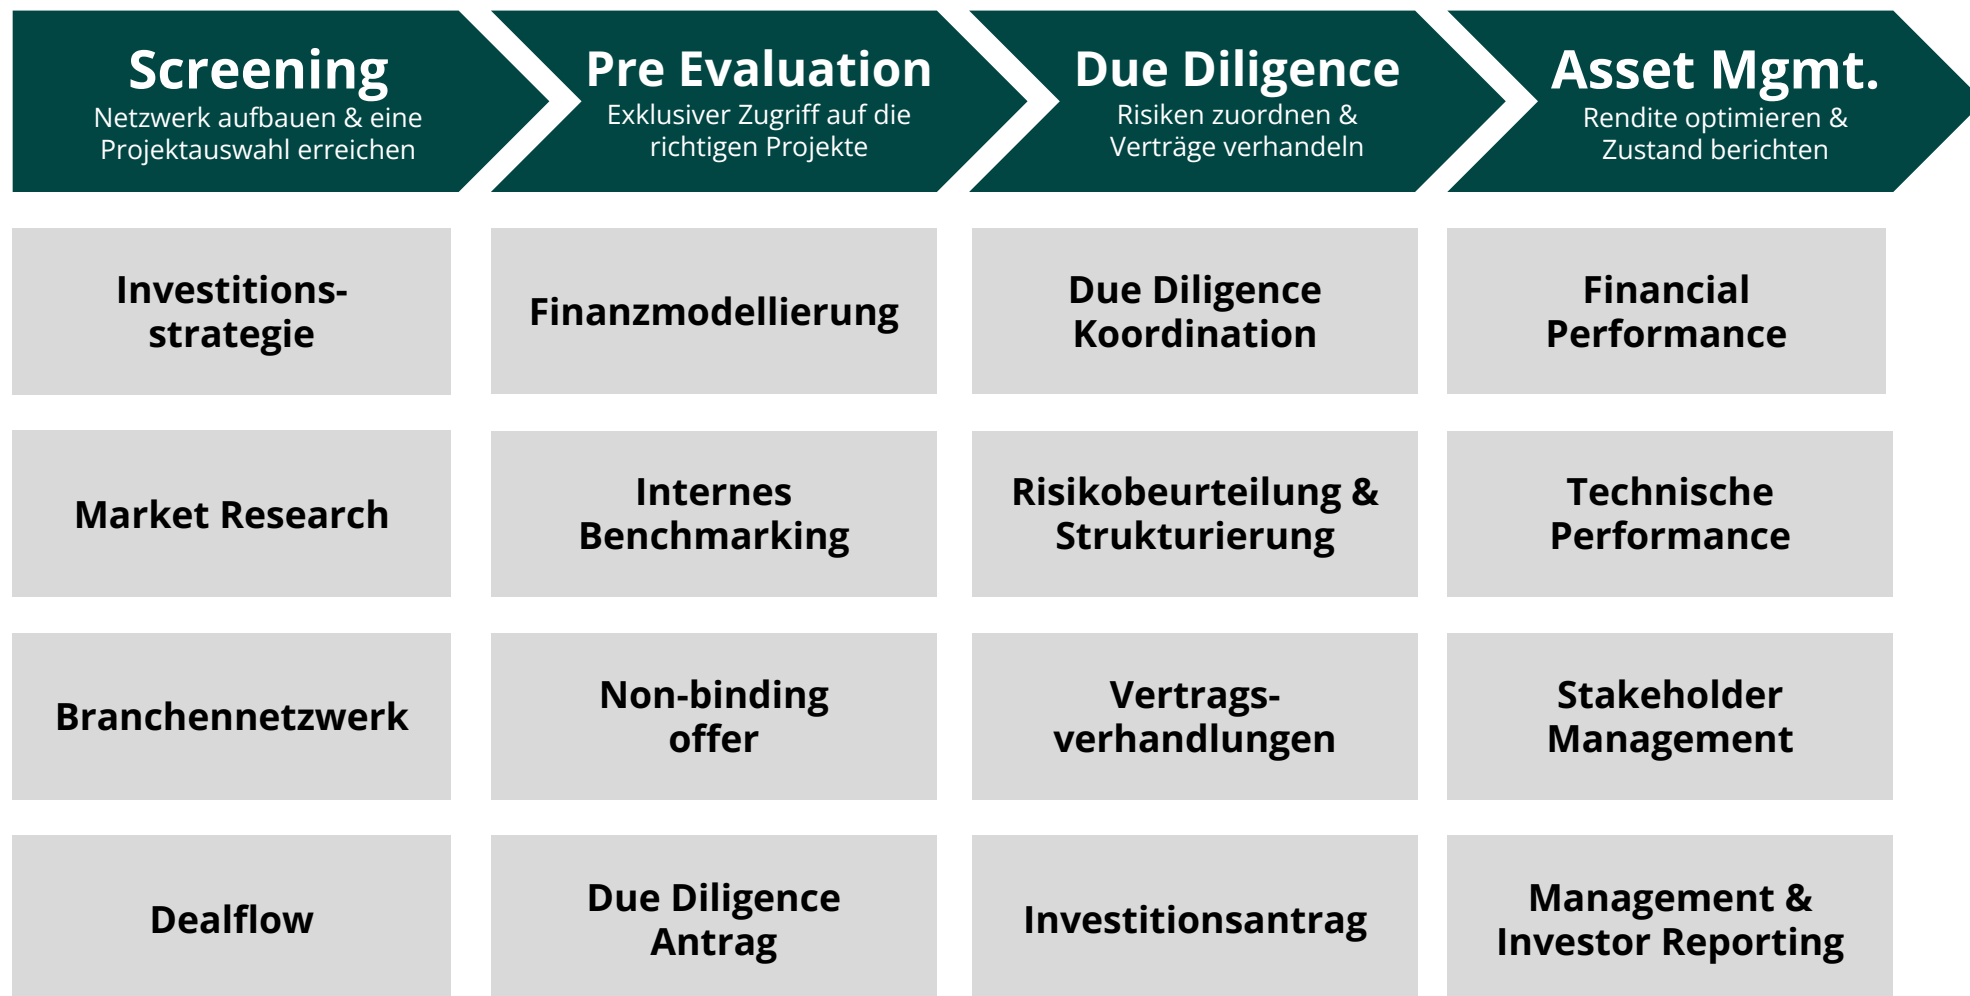 Screening
Netzwerk aufbauen & eine
Projektauswahl erreichen
Pre Evaluation
Exklusiver Zugriff auf die
richtigen Projekte
Due Diligence
Risiken zuordnen &
Verträge verhandeln
Asset Mgmt.
Rendite optimieren &
Zustand berichten
Investitions-
strategie
Finanzmodellierung
Due Diligence
Koordination
Financial
Performance
Market Research
Internes
Benchmarking
Risikobeurteilung &
Strukturierung
Technische
Performance
Branchennetzwerk
Non-binding
offer
Vertrags-
verhandlungen
Stakeholder
Management
Dealflow
Due Diligence
Antrag
Investitionsantrag
Management &
Investor Reporting